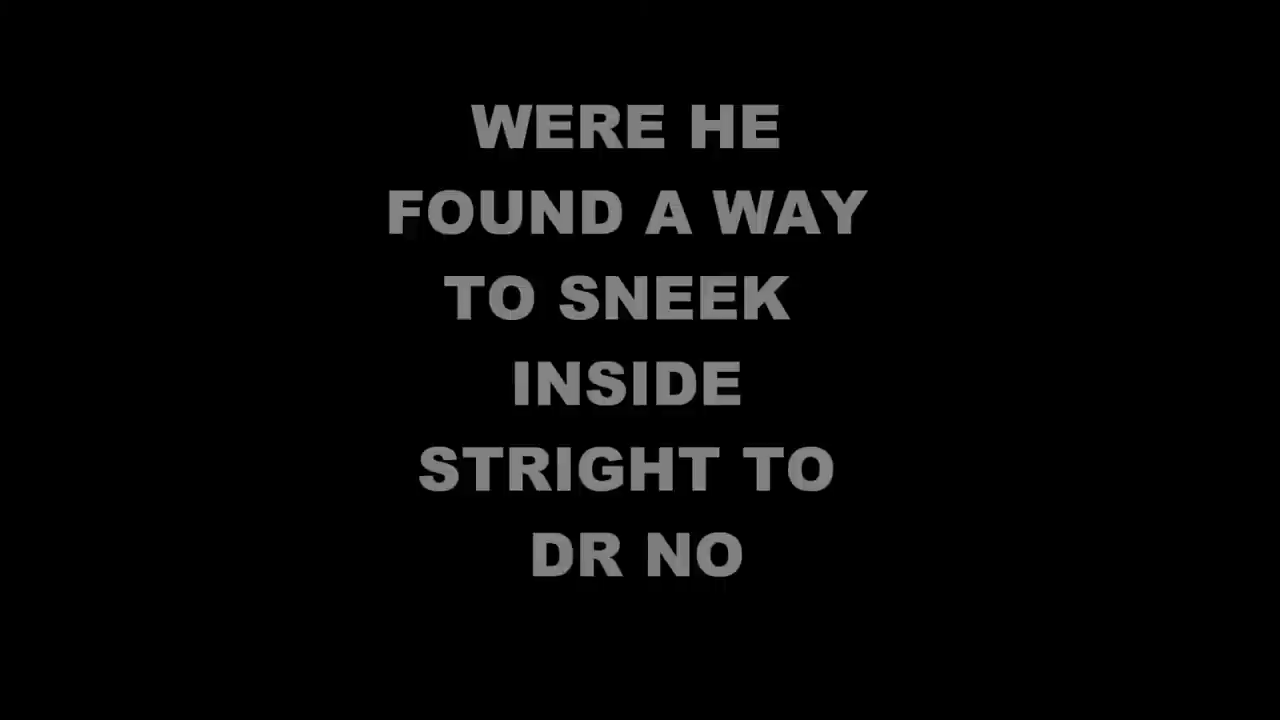 WERE HE
FOUND A WAY
TO SNEEK
INSIDE
STRIGHT TO
DR NO